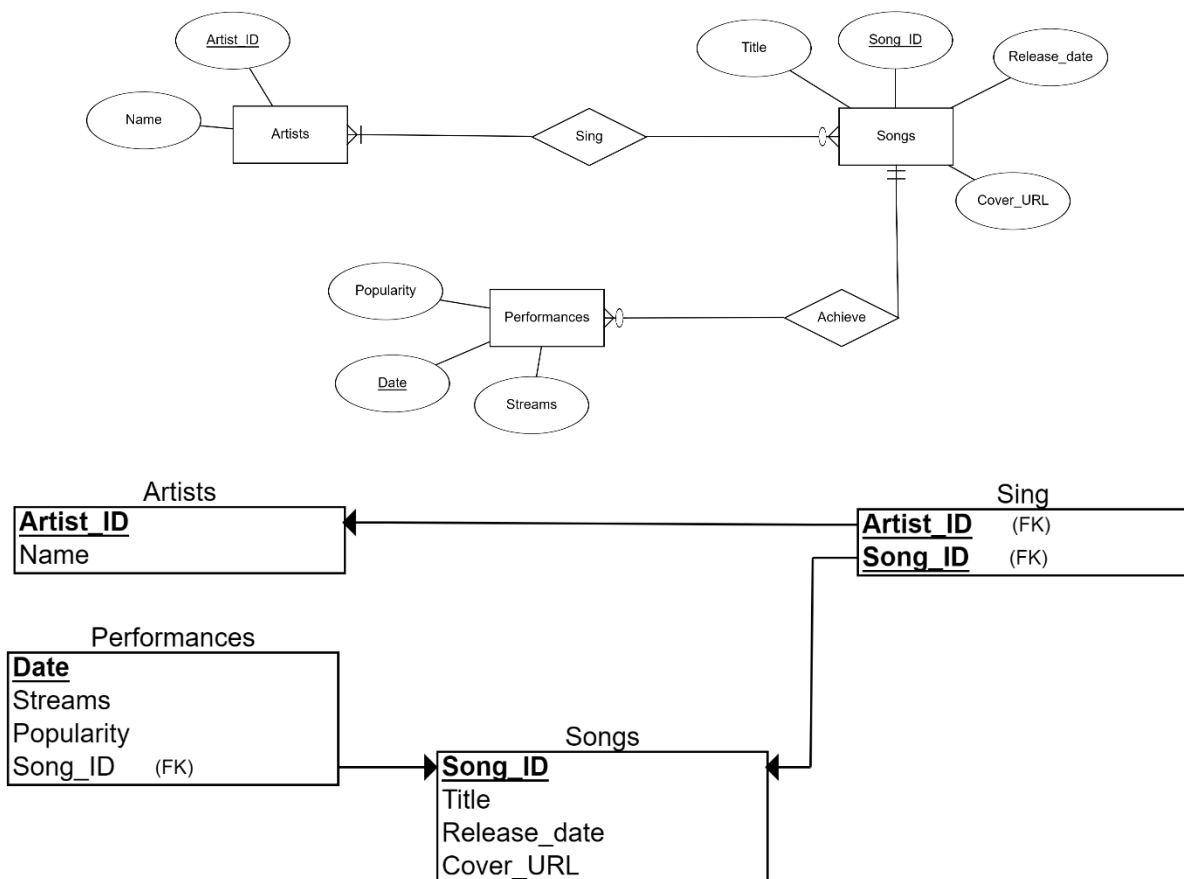 Artist_ID
Name
Artists
Sing
Title
Song_ID
Release_date
Songs
Cover_URL
Popularity
Performances
Achieve
Date
Streams
Artists
Artist_ID
Name
Sing
Artist_ID (FK)
Song_ID (FK)
Performances
Date
Streams
Popularity
Song_ID (FK)
Songs
Song_ID
Title
Release_date
Cover_URL